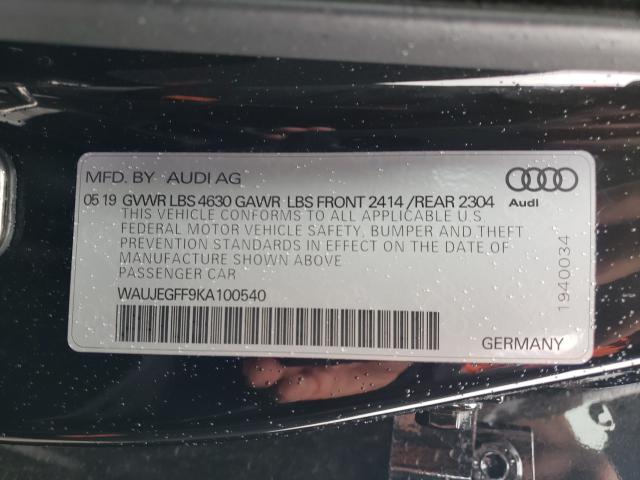 MFD. BY AUDI AG
05 19 GVWR LBS 4630 GAWR LBS FRONT 2414 /REAR 2304
Audi
THIS VEHICLE CONFORMS TO ALL APPLICABLE U.S.
FEDERAL MOTOR VEHICLE SAFETY, BUMPER AND THEFT
PREVENTION STANDARDS IN EFFECT ON THE DATE OF
MANUFACTURE SHOWN ABOVE
PASSENGER CAR
WAUJEGFF9KA100540
1940034
GERMANY